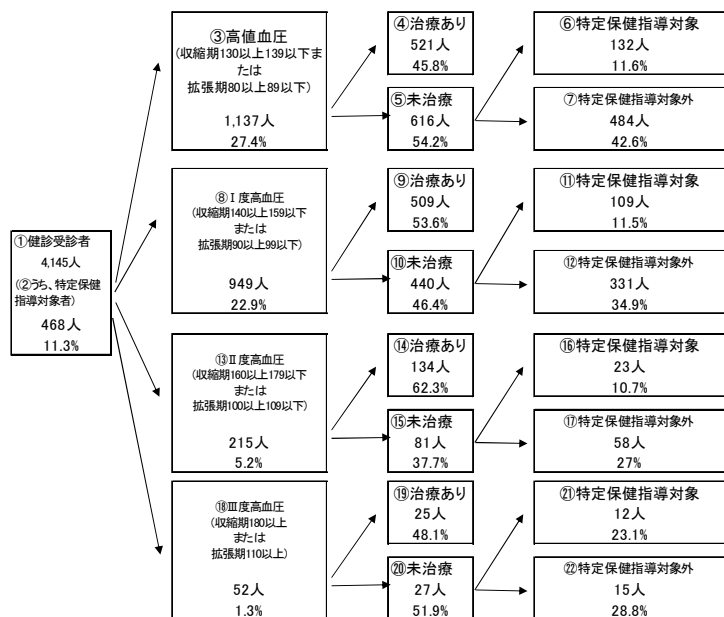 ①健診受診者
4,145人
(②うち、特定保健
指導対象者)
468人
11.3%
③高値血圧
(収縮期130以上139以下ま
たは
拡張期80以上89以下)
1,137人
27.4%
④治療あり
521人
45.8%
⑤未治療
616人
54.2%
⑥特定保健指導対象
132人
11.6%
⑦特定保健指導対象外
484人
42.6%
⑧Ⅰ度高血圧
(収縮期140以上159以下
または
拡張期90以上99以下)
949人
22.9%
⑨治療あり
509人
53.6%
⑩未治療
440人
46.4%
⑪特定保健指導対象
109人
11.5%
⑫特定保健指導対象外
331人
34.9%
⑬Ⅱ度高血圧
(収縮期160以上179以下
または
拡張期100以上109以下)
215人
5.2%
⑭治療あり
134人
62.3%
⑮未治療
81人
37.7%
⑯特定保健指導対象
23人
10.7%
⑰特定保健指導対象外
58人
27%
⑱Ⅲ度高血圧
(収縮期180以上
または
拡張期110以上)
52人
1.3%
⑲治療あり
25人
48.1%
⑳未治療
27人
51.9%
㉑特定保健指導対象
12人
23.1%
㉒特定保健指導対象外
15人
28.8%